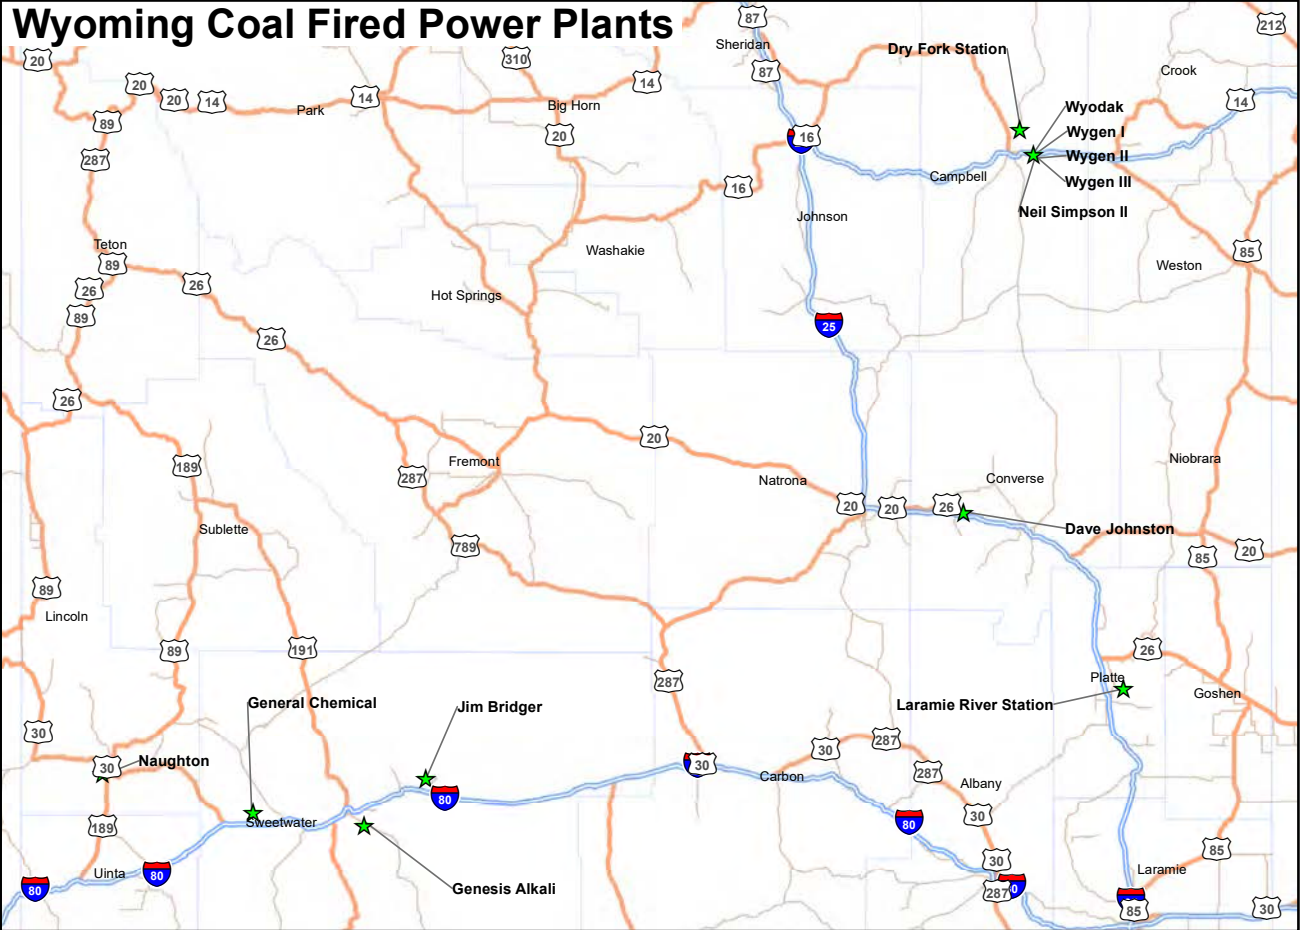 Wyoming Coal Fired Power Plants
87
212
Sheridan
Dry Fork Station
20
310
87
Crook
20
14
14
20
14
14
Wyodak
Park
Big Horn
89
Wygen I
20
16
287
Wygen II
Campbell
Wygen III
16
Neil Simpson II
Johnson
Teton
Washakie
85
89
Weston
26
26
Hot Springs
89
25
26
26
20
Niobrara
Fremont
189
287
Natrona
Converse
20
20
26
Sublette
Dave Johnston
789
85
20
89
Lincoln
89
191
26
Platte
287
Goshen
General Chemical
Jim Bridger
Laramie River Station
30
287
30
Naughton
30
30
287
Carbon
Albany
80
30
Sweetwater
80
189
85
30
Uinta
80
Laramie
80
0
287
Genesis Alkali
85
30